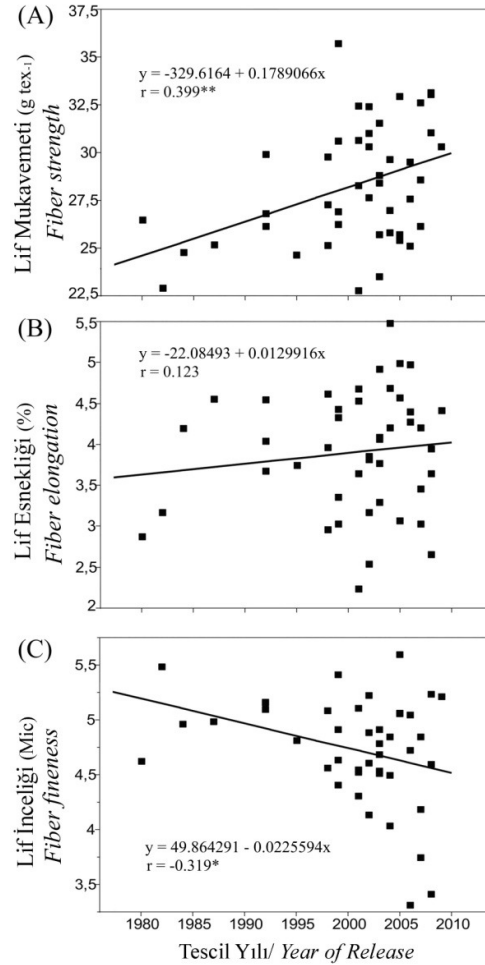 (A)
Lif Mukavemeti (g tex-1)
Fiber strength
37,5
35
32,5
30
27,5
25
22,5
y = -329.6164 + 0.1789066x
r = 0.399**
(B)
Lif Esnekliği (%)
Fiber elongation
5,5
5
4,5
4
3,5
3
2,5
2
y = -22.08493 + 0.0129916x
r = 0.123
(C)
Lif İnceliği (Mic)
Fiber fineness
5,5
5
4,5
4
3,5
y = 49.864291 - 0.0225594x
r = -0.319*
1980 1985 1990 1995 2000 2005 2010
Tescil Yılı/ Year of Release